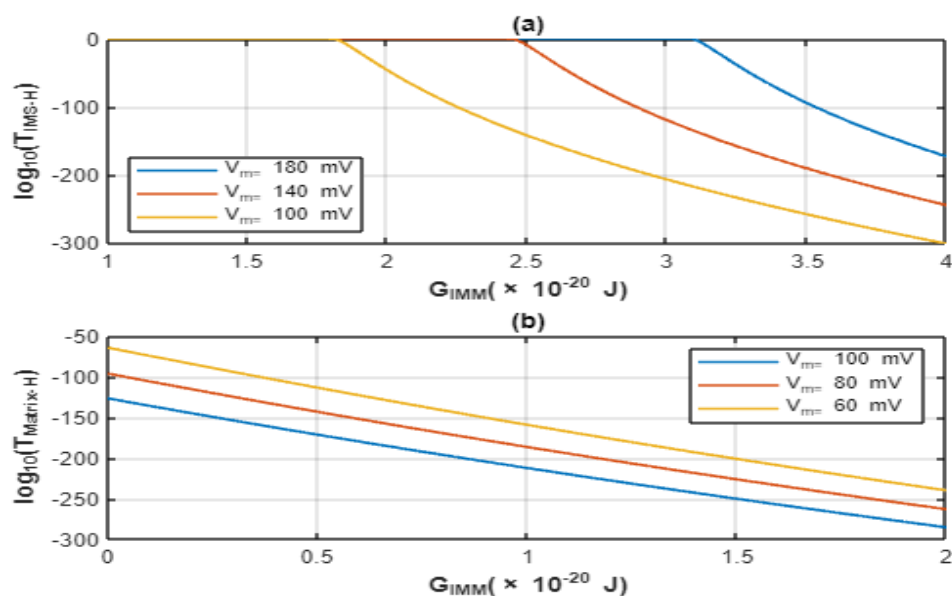 (a)
log10(TIMS-H)
0
-100
-200
-300
Vm= 180 mV
Vm= 140 mV
Vm= 100 mV
1 1.5 2 2.5 3 3.5 4
GIMM( × 10-20 J)
(b)
log10(TMatrix-H)
-50
-100
-150
-200
-250
-300
Vm= 100 mV
Vm= 80 mV
Vm= 60 mV
0 0.5 1 1.5 2
GIMM( × 10-20 J)